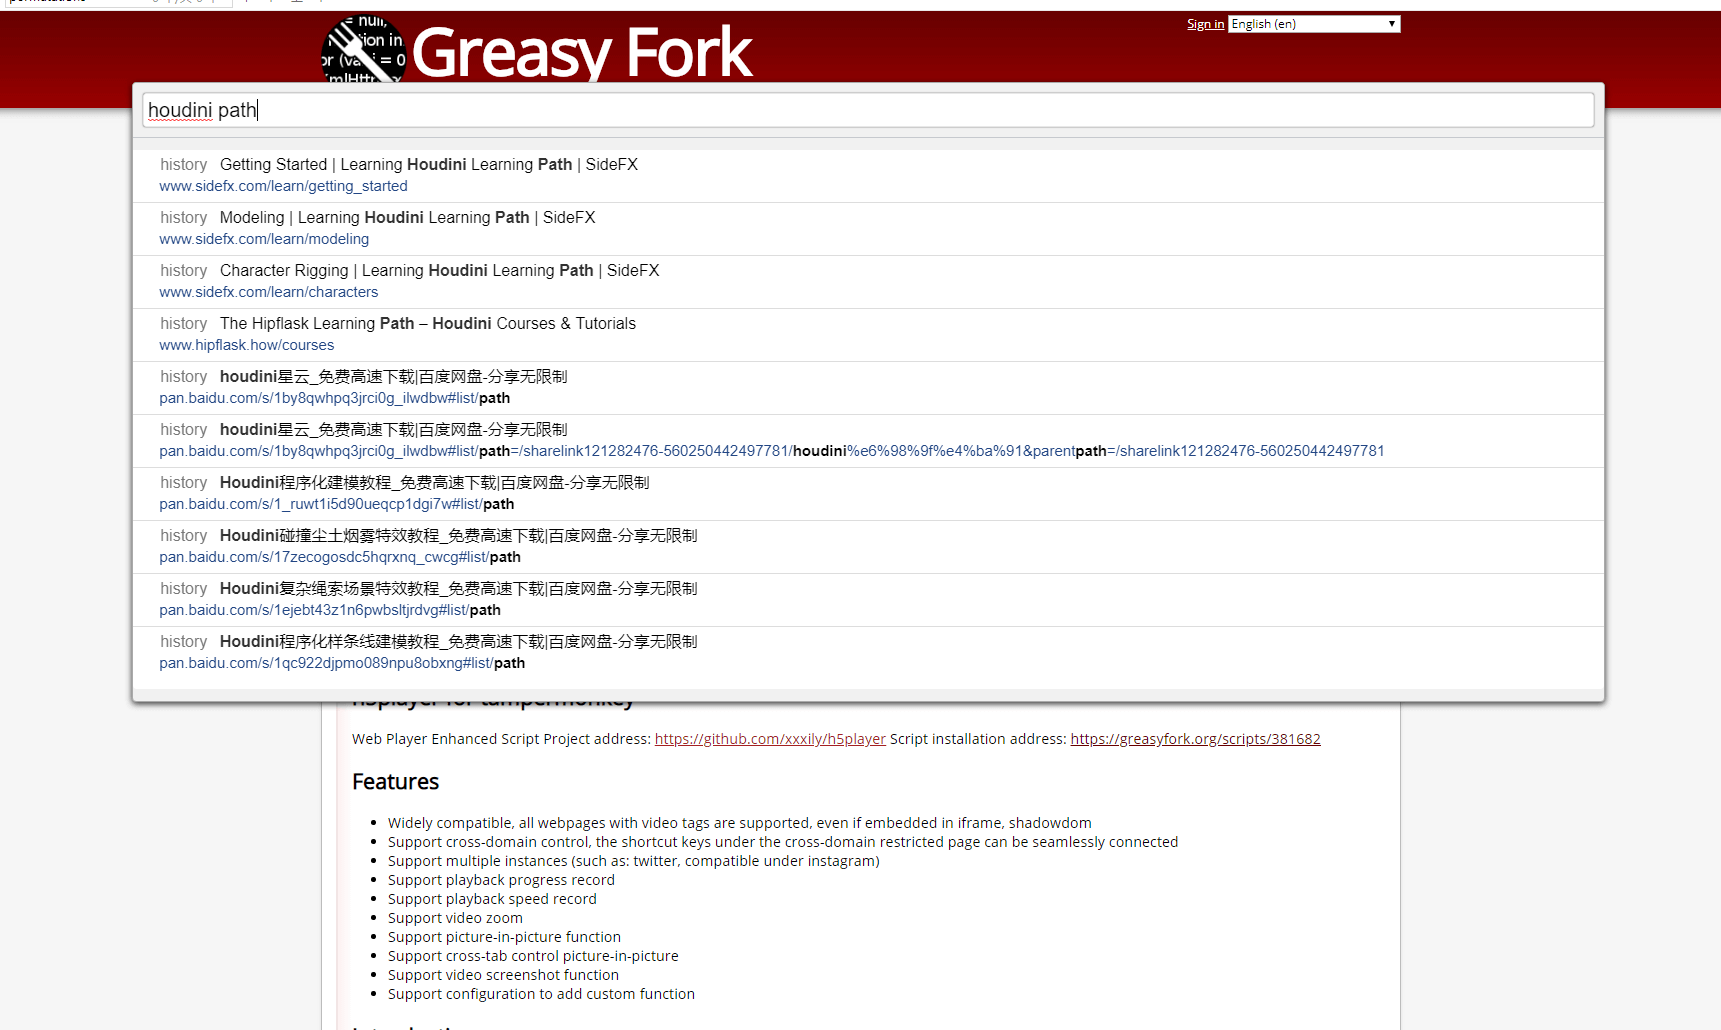 Sign in English (en)
null,
tion in
or (va i = 0
Greasy Fork
houdini path
history Getting Started | Learning Houdini Learning Path | SideFX
www.sidefx.com/learn/getting_started
history Modeling | Learning Houdini Learning Path | SideFX
www.sidefx.com/learn/modeling
history Character Rigging | Learning Houdini Learning Path | SideFX
www.sidefx.com/learn/characters
history The Hipflask Learning Path – Houdini Courses & Tutorials
www.hipflask.how/courses
history houdini星云_免费高速下载|百度网盘-分享无限制
pan.baidu.com/s/1by8qwhpq3jrci0g_ilwdbw#list/path
history houdini星云_免费高速下载|百度网盘-分享无限制
pan.baidu.com/s/1by8qwhpq3jrci0g_ilwdbw#list/path=/sharelink121282476-560250442497781/houdini%e6%98%9f%e4%ba%91&parentpath=/sharelink121282476-560250442497781
history Houdini程序化建模教程_免费高速下载|百度网盘-分享无限制
pan.baidu.com/s/1_ruwt1i5d90ueqcp1dgi7w#list/path
history Houdini碰撞尘土烟雾特效教程_免费高速下载|百度网盘-分享无限制
pan.baidu.com/s/17zecogosdc5hqrxnq_cwcg#list/path
history Houdini复杂绳索场景特效教程_免费高速下载|百度网盘-分享无限制
pan.baidu.com/s/1ejebt43z1n6pwbsltjrdvg#list/path
history Houdini程序化样条线建模教程_免费高速下载|百度网盘-分享无限制
pan.baidu.com/s/1qc922djpmo089npu8obxng#list/path
h5player for tampermonkey
Web Player Enhanced Script Project address: https://github.com/xxxily/h5player Script installation address: https://greasyfork.org/scripts/381682
Features
Widely compatible, all webpages with video tags are supported, even if embedded in iframe, shadowdom
Support cross-domain control, the shortcut keys under the cross-domain restricted page can be seamlessly connected
Support multiple instances (such as: twitter, compatible under instagram)
Support playback progress record
Support playback speed record
Support video zoom
Support picture-in-picture function
Support cross-tab control picture-in-picture
Support video screenshot function
Support configuration to add custom function